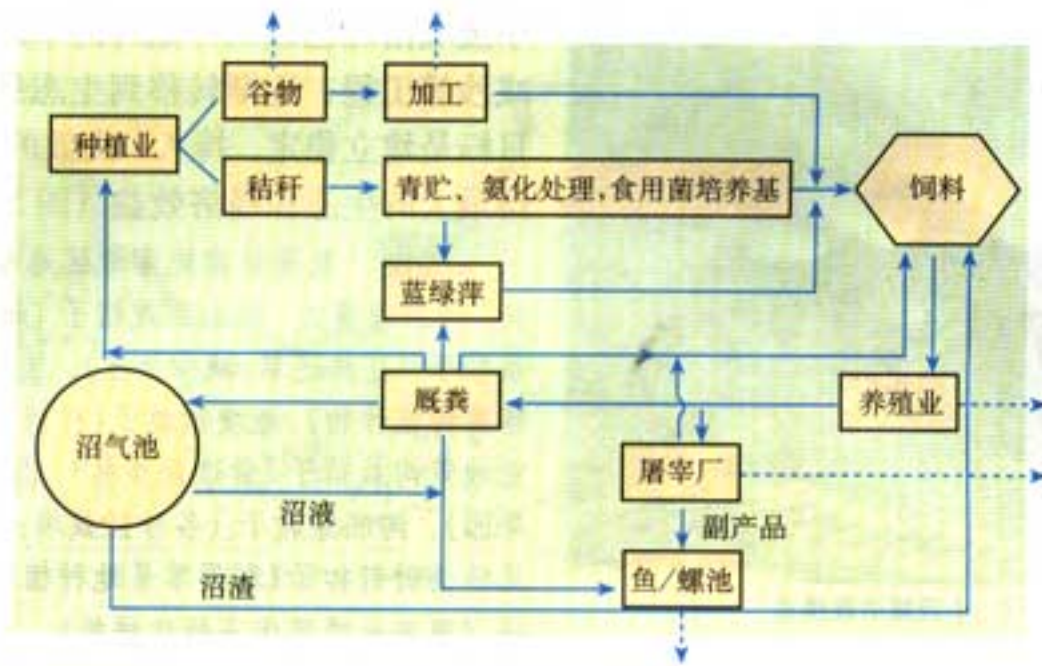 谷物
加工
种植业
秸秆
青贮、氨化处理,食用菌培养基
饲料
蓝绿萍
厩粪
养殖业
沼气池
屠宰厂
沼液
副产品
沼渣
鱼/螺池